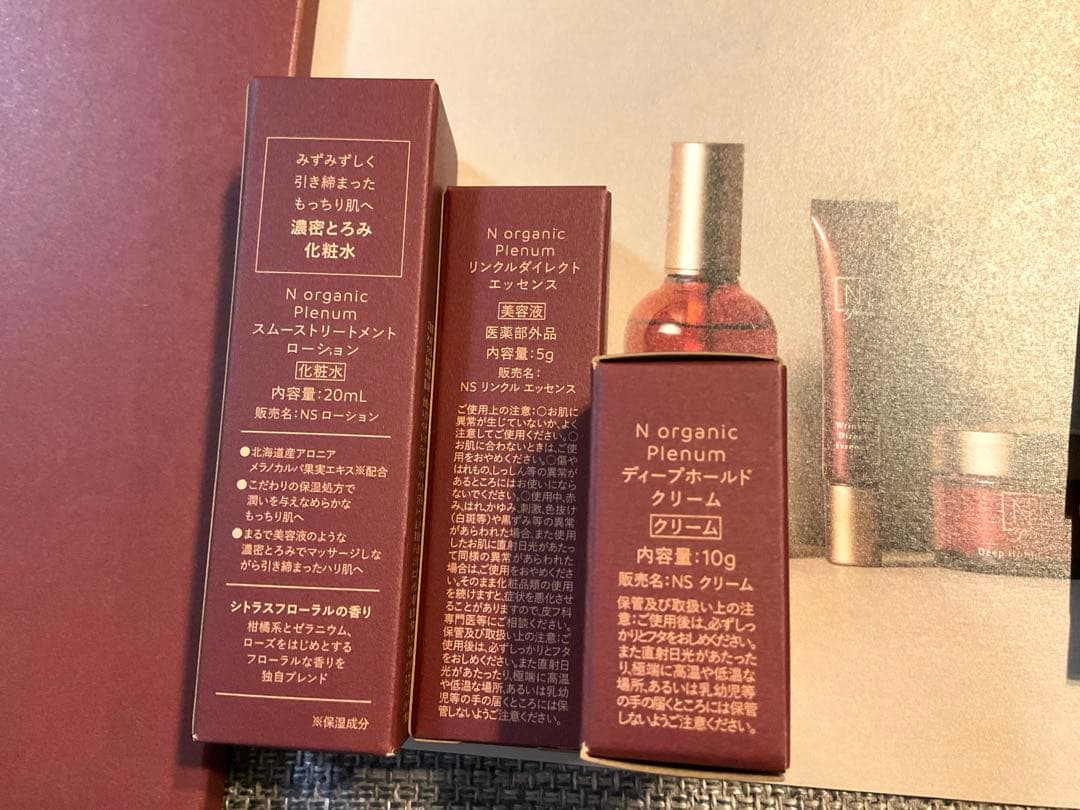 みずみずしく
引き締まった
もっちり肌へ
濃密とろみ
化粧水
N organic
Plenum
スムーストリートメント
ローション
化粧水
内容量：20mL
販売名：NS ローション
●北海道産アロニア
メラノカルパ果実エキス※配合
●こだわりの保湿処方で
潤いを与えなめらかな
もっちり肌へ
●まるで美容液のような
濃密とろみでマッサージしな
がら引き締まったハリ肌へ
シトラスフローラルの香り
柑橘系とゼラニウム、
ローズをはじめとする
フローラルな香りを
独自ブレンド
※保湿成分
N organic
Plenum
リンクルダイレクト
エッセンス
美容液
医薬部外品
内容量：5g
販売名：
NS リンクル エッセンス
ご使用上の注意：○お肌に
異常が生じていないか、よく
注意してご使用ください。○
お肌に合わないときは、ご使
用をおやめください。○傷や
はれもの、しっしん等の異常が
あるところにはお使いになら
ないでください。○使用中、赤
み、はれ、かゆみ、刺激、色抜け
（白斑等）や黒ずみ等の異常
があらわれた場合、また使用
したお肌に直射日光があたっ
て同様の異常があらわれた
場合は、ご使用をおやめくださ
い。そのまま化粧品類の使用
を続けますと、症状を悪化させ
ることがありますので、皮フ科
専門医等にご相談ください。
保管及び取扱い上の注意：ご
使用後は、必ずしっかりとフタ
をおしめください。また直射日
光があたったり、極端に高温
や低温な場所、あるいは乳幼
児等の手の届くところには保
管しないようご注意ください。
N organic
Plenum
ディープホールド
クリーム
クリーム
内容量：10g
販売名：NS クリーム
保管及び取扱い上の注
意：ご使用後は、必ずしっ
かりとフタをおしめください。
また直射日光があたった
り、極端に高温や低温な
場所、あるいは乳幼児等
の手の届くところには保管
しないようご注意ください。
N
Wrinkle
Direct
Essence
N
Deep Hold